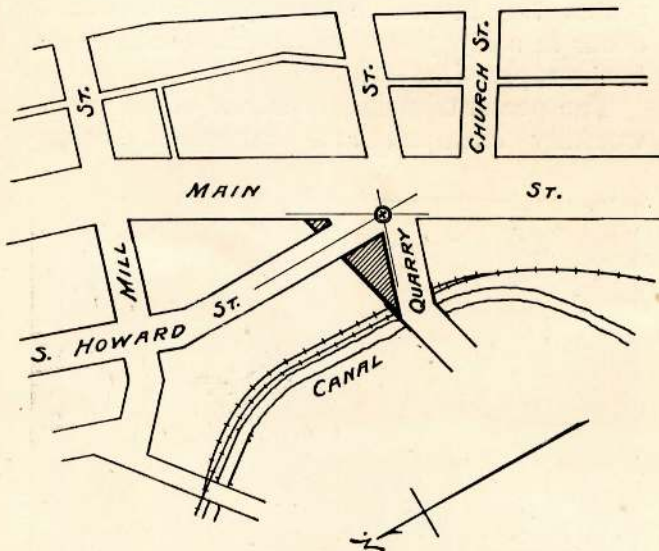 ST.
ST.
CHURCH ST.
MAIN ST.
MILL
QUARRY
S. HOWARD ST.
CANAL
N.